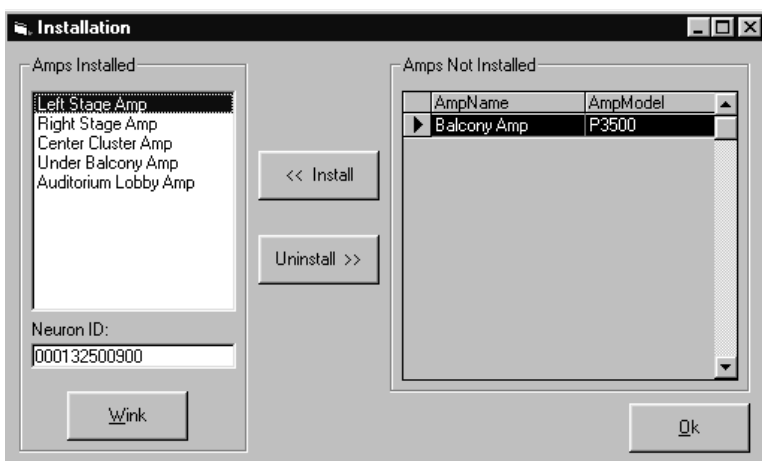 Installation
Amps Installed
Left Stage Amp
Right Stage Amp
Center Cluster Amp
Under Balcony Amp
Auditorium Lobby Amp
Neuron ID:
000132500900
Wink
<< Install
Uninstall >>
Amps Not Installed
AmpName AmpModel
Balcony Amp P3500
Ok